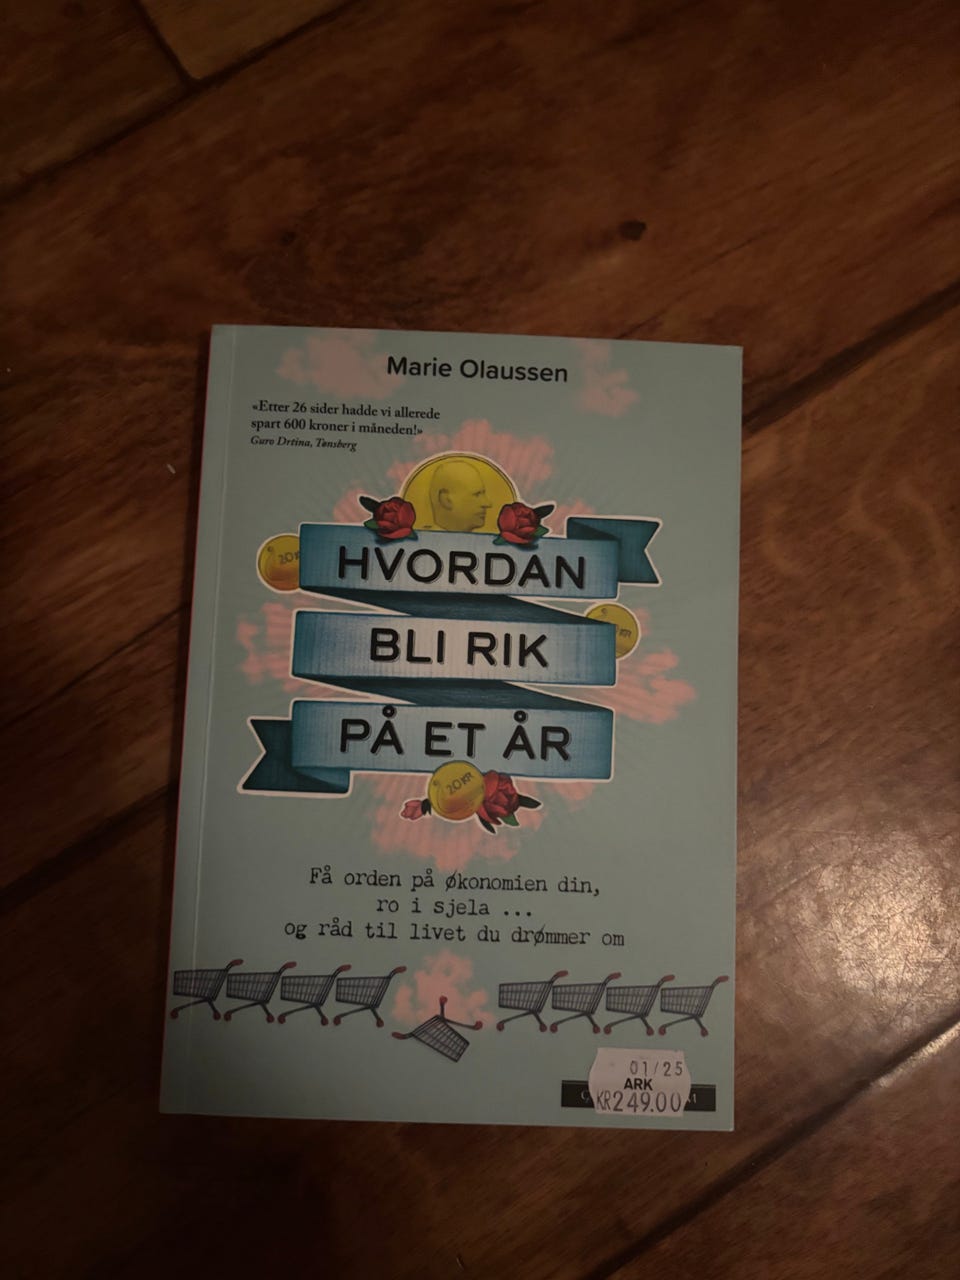 Marie Olaussen
«Etter 26 sider hadde vi allerede
spart 600 kroner i måneden!»
Guro Drtina, Tønsberg
HVORDAN
BLI RIK
PÅ ET ÅR
20 KR
Få orden på økonomien din,
ro i sjela ...
og råd til livet du drømmer om
01/25
ARK
KR249.00